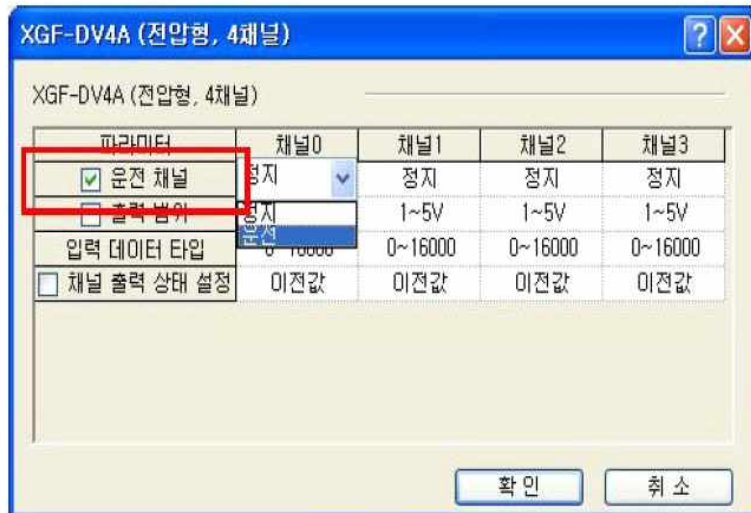 XGF-DV4A (전압형, 4채널)
XGF-DV4A (전압형, 4채널)
파라미터 채널0 채널1 채널2 채널3
운전 채널 정지 정지 정지 정지
정지
운전
출력 범위 1~5V 1~5V 1~5V
입력 데이터 타입 0~16000 0~16000 0~16000 0~16000
채널 출력 상태 설정 이전값 이전값 이전값 이전값
확인 취소